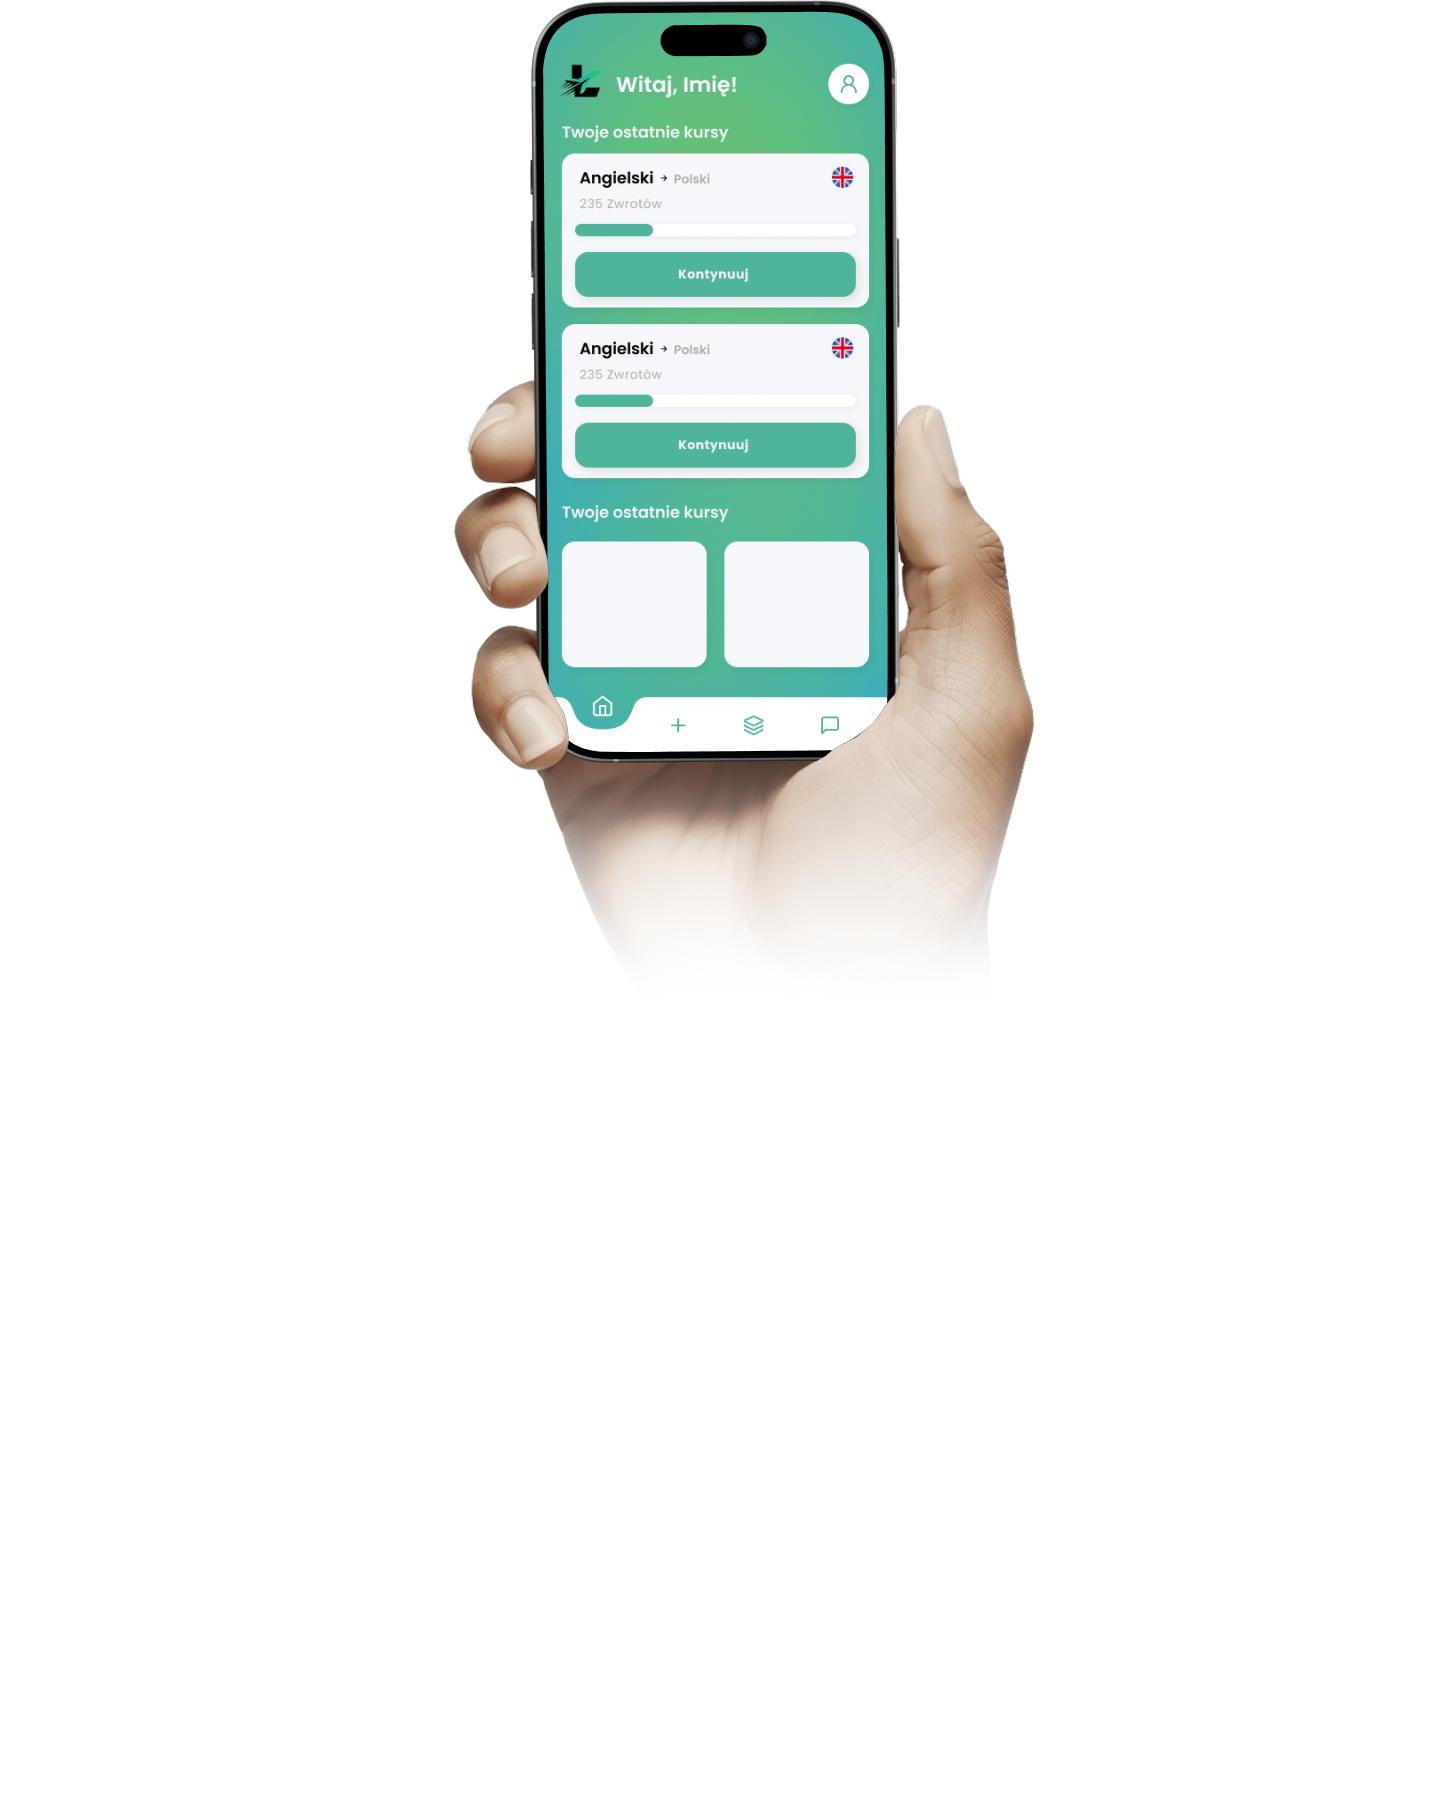 Witaj, Imię!
Twoje ostatnie kursy
Angielski → Polski
235 Zwrotów
Kontynuuj
Angielski → Polski
235 Zwrotów
Kontynuuj
Twoje ostatnie kursy